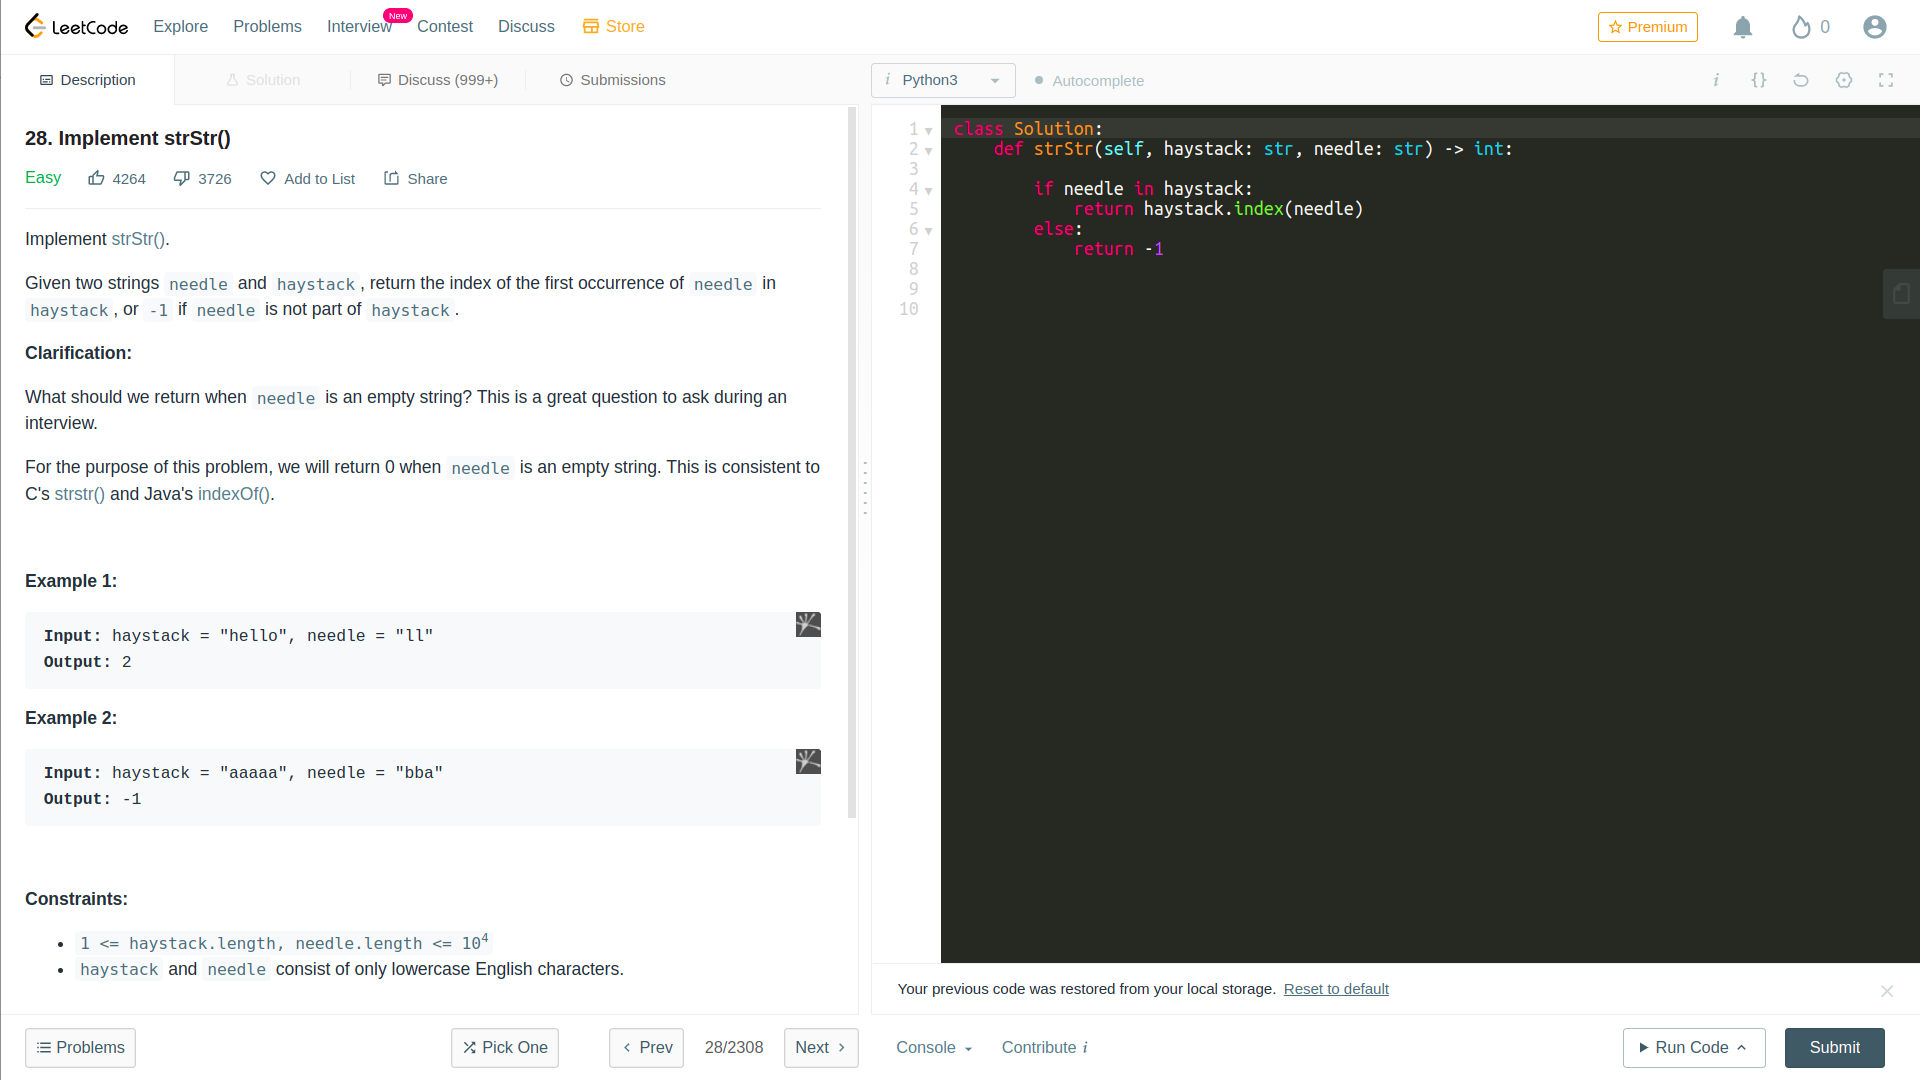 LeetCode Explore Problems Interview New Contest Discuss Store Premium 0
Description Solution Discuss (999+) Submissions i Python3 Autocomplete i {}
28. Implement strStr()
Easy 4264 3726 Add to List Share
Implement strStr().
Given two strings needle and haystack, return the index of the first occurrence of needle in
haystack, or -1 if needle is not part of haystack.
Clarification:
What should we return when needle is an empty string? This is a great question to ask during an
interview.
For the purpose of this problem, we will return 0 when needle is an empty string. This is consistent to
C's strstr() and Java's indexOf().
Example 1:
Input: haystack = "hello", needle = "ll"
Output: 2
Example 2:
Input: haystack = "aaaaa", needle = "bba"
Output: -1
Constraints:
• 1 <= haystack.length, needle.length <= 10⁴
• haystack and needle consist of only lowercase English characters.
1 class Solution:
2 def strStr(self, haystack: str, needle: str) -> int:
3
4 if needle in haystack:
5 return haystack.index(needle)
6 else:
7 return -1
8
9
10
Your previous code was restored from your local storage. Reset to default
Problems Pick One Prev 28/2308 Next Console Contribute i Run Code Submit